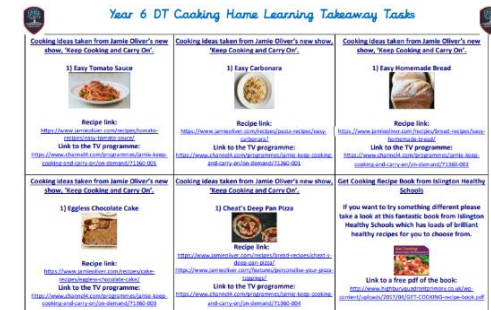 Year 6 DT Cooking Home Learning Takeaway Tasks
Cooking ideas taken from Jamie Oliver's new
show, 'Keep Cooking and Carry On'.
1) Easy Tomato Sauce
Recipe link:
https://www.jamieoliver.com/recipes/tomato-
recipes/easy-tomato-sauce/
Link to the TV programme:
https://www.channel4.com/programmes/jamie-keep-
cooking-and-carry-on/on-demand/71360-001
Cooking ideas taken from Jamie Oliver's new show,
'Keep Cooking and Carry On'.
1) Easy Carbonara
Recipe link:
https://www.jamieoliver.com/recipes/pasta-recipes/easy-
carbonara/
Link to the TV programme:
https://www.channel4.com/programmes/jamie-keep-cooking-
and-carry-on/on-demand/71360-001
Cooking ideas taken from Jamie Oliver's new
show, 'Keep Cooking and Carry On'.
1) Easy Homemade Bread
Recipe link:
https://www.jamieoliver.com/recipes/bread-recipes/easy-
homemade-bread/
Link to the TV programme:
https://www.channel4.com/programmes/jamie-keep-
cooking-and-carry-on/on-demand/71360-002
Cooking ideas taken from Jamie Oliver's new
show, 'Keep Cooking and Carry On'.
1) Eggless Chocolate Cake
Recipe link:
https://www.jamieoliver.com/recipes/cake-
recipes/eggless-chocolate-cake/
Link to the TV programme:
https://www.channel4.com/programmes/jamie-keep-
cooking-and-carry-on/on-demand/71360-003
Cooking ideas taken from Jamie Oliver's new show,
'Keep Cooking and Carry On'.
1) Cheat's Deep Pan Pizza
Recipe link:
https://www.jamieoliver.com/recipes/bread-recipes/cheat-s-
deep-pan-pizza/
https://www.jamieoliver.com/features/personalise-your-pizza-
toppings/
Link to the TV programme:
https://www.channel4.com/programmes/jamie-keep-cooking-
and-carry-on/on-demand/71360-004
Get Cooking Recipe Book from Islington Healthy
Schools
If you want to try something different please
take a look at this fantastic book from Islington
Healthy Schools which has loads of brilliant
healthy recipes for you to choose from.
Link to a free pdf of the book:
http://www.highburyquadrantprimary.co.uk/wp-
content/uploads/2017/04/GET-COOKING-recipe-book.pdf